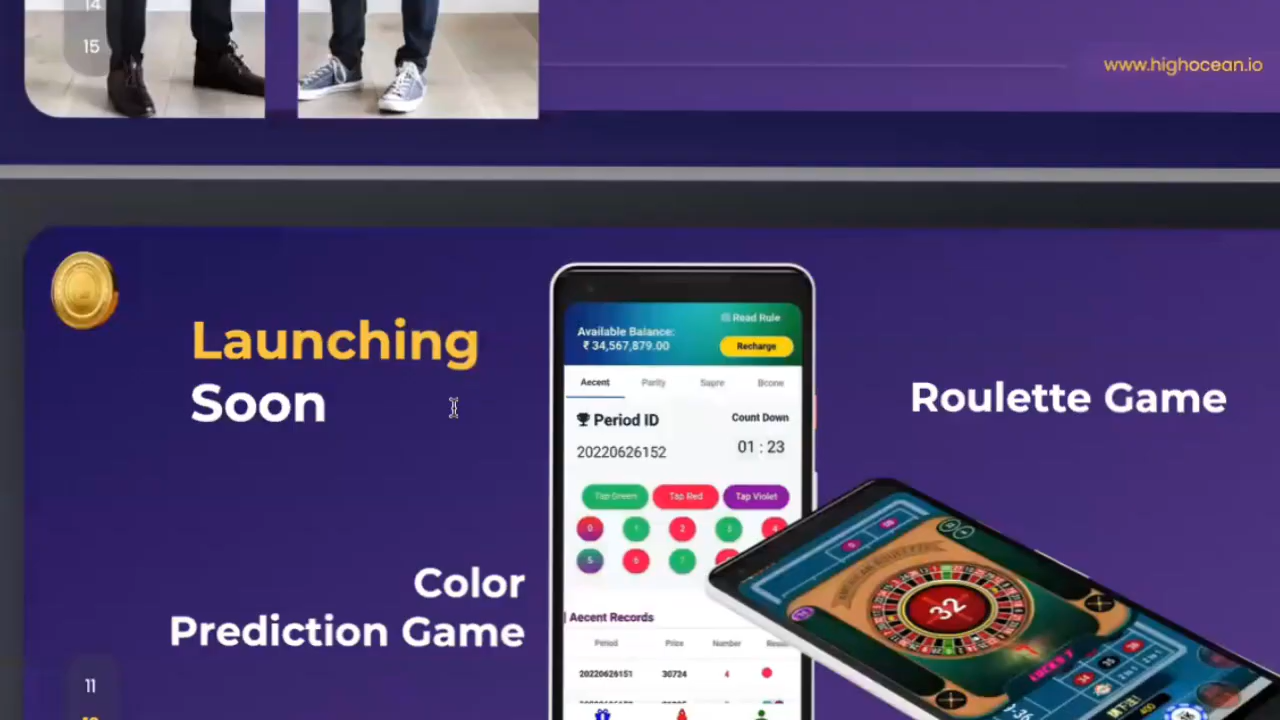 14
15
www.highocean.io
Launching
Soon
Roulette Game
Color
Prediction Game
11
Read Rule
Available Balance:
₹ 34,567,879.00
Recharge
Aecent
Parity
Sapre
Bcone
Period ID
Count Down
20220626152
01 : 23
Tap Green
Tap Red
Tap Violet
0 1 2 3 4
5 6 7
Aecent Records
Period
Price
Number
20220626151
30724
4
32
LUCKY 7